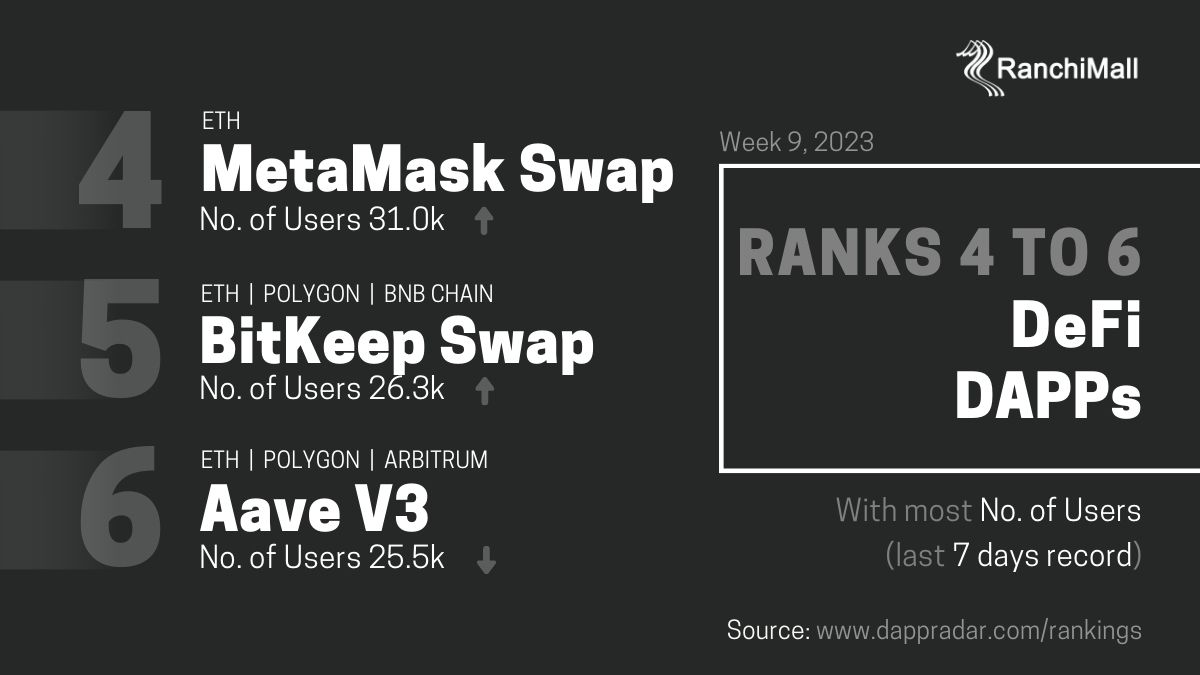 RanchiMall
4
ETH
MetaMask Swap
No. of Users 31.0k
5
ETH | POLYGON | BNB CHAIN
BitKeep Swap
No. of Users 26.3k
6
ETH | POLYGON | ARBITRUM
Aave V3
No. of Users 25.5k
Week 9, 2023
RANKS 4 TO 6
DeFi
DAPPs
With most No. of Users
(last 7 days record)
Source: www.dappradar.com/rankings